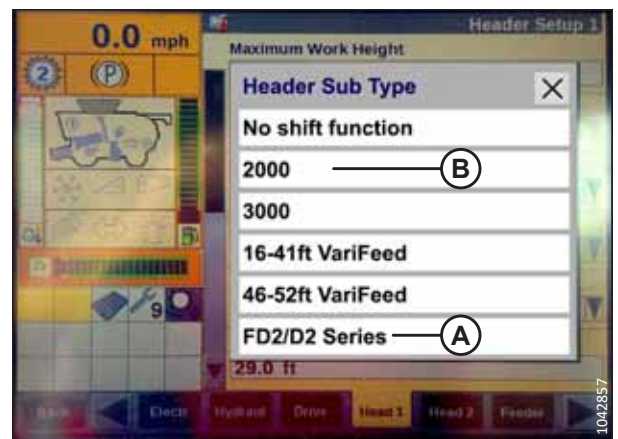 0.0 mph
Header Setup 1
2
P
Maximum Work Height
Header Sub Type
No shift function
2000
B
3000
16-41ft VariFeed
46-52ft VariFeed
FD2/D2 Series
A
9
29.0 ft
Back
Electr
Hydraul
Drive
Head 1
Head 2
Feeder
1042857